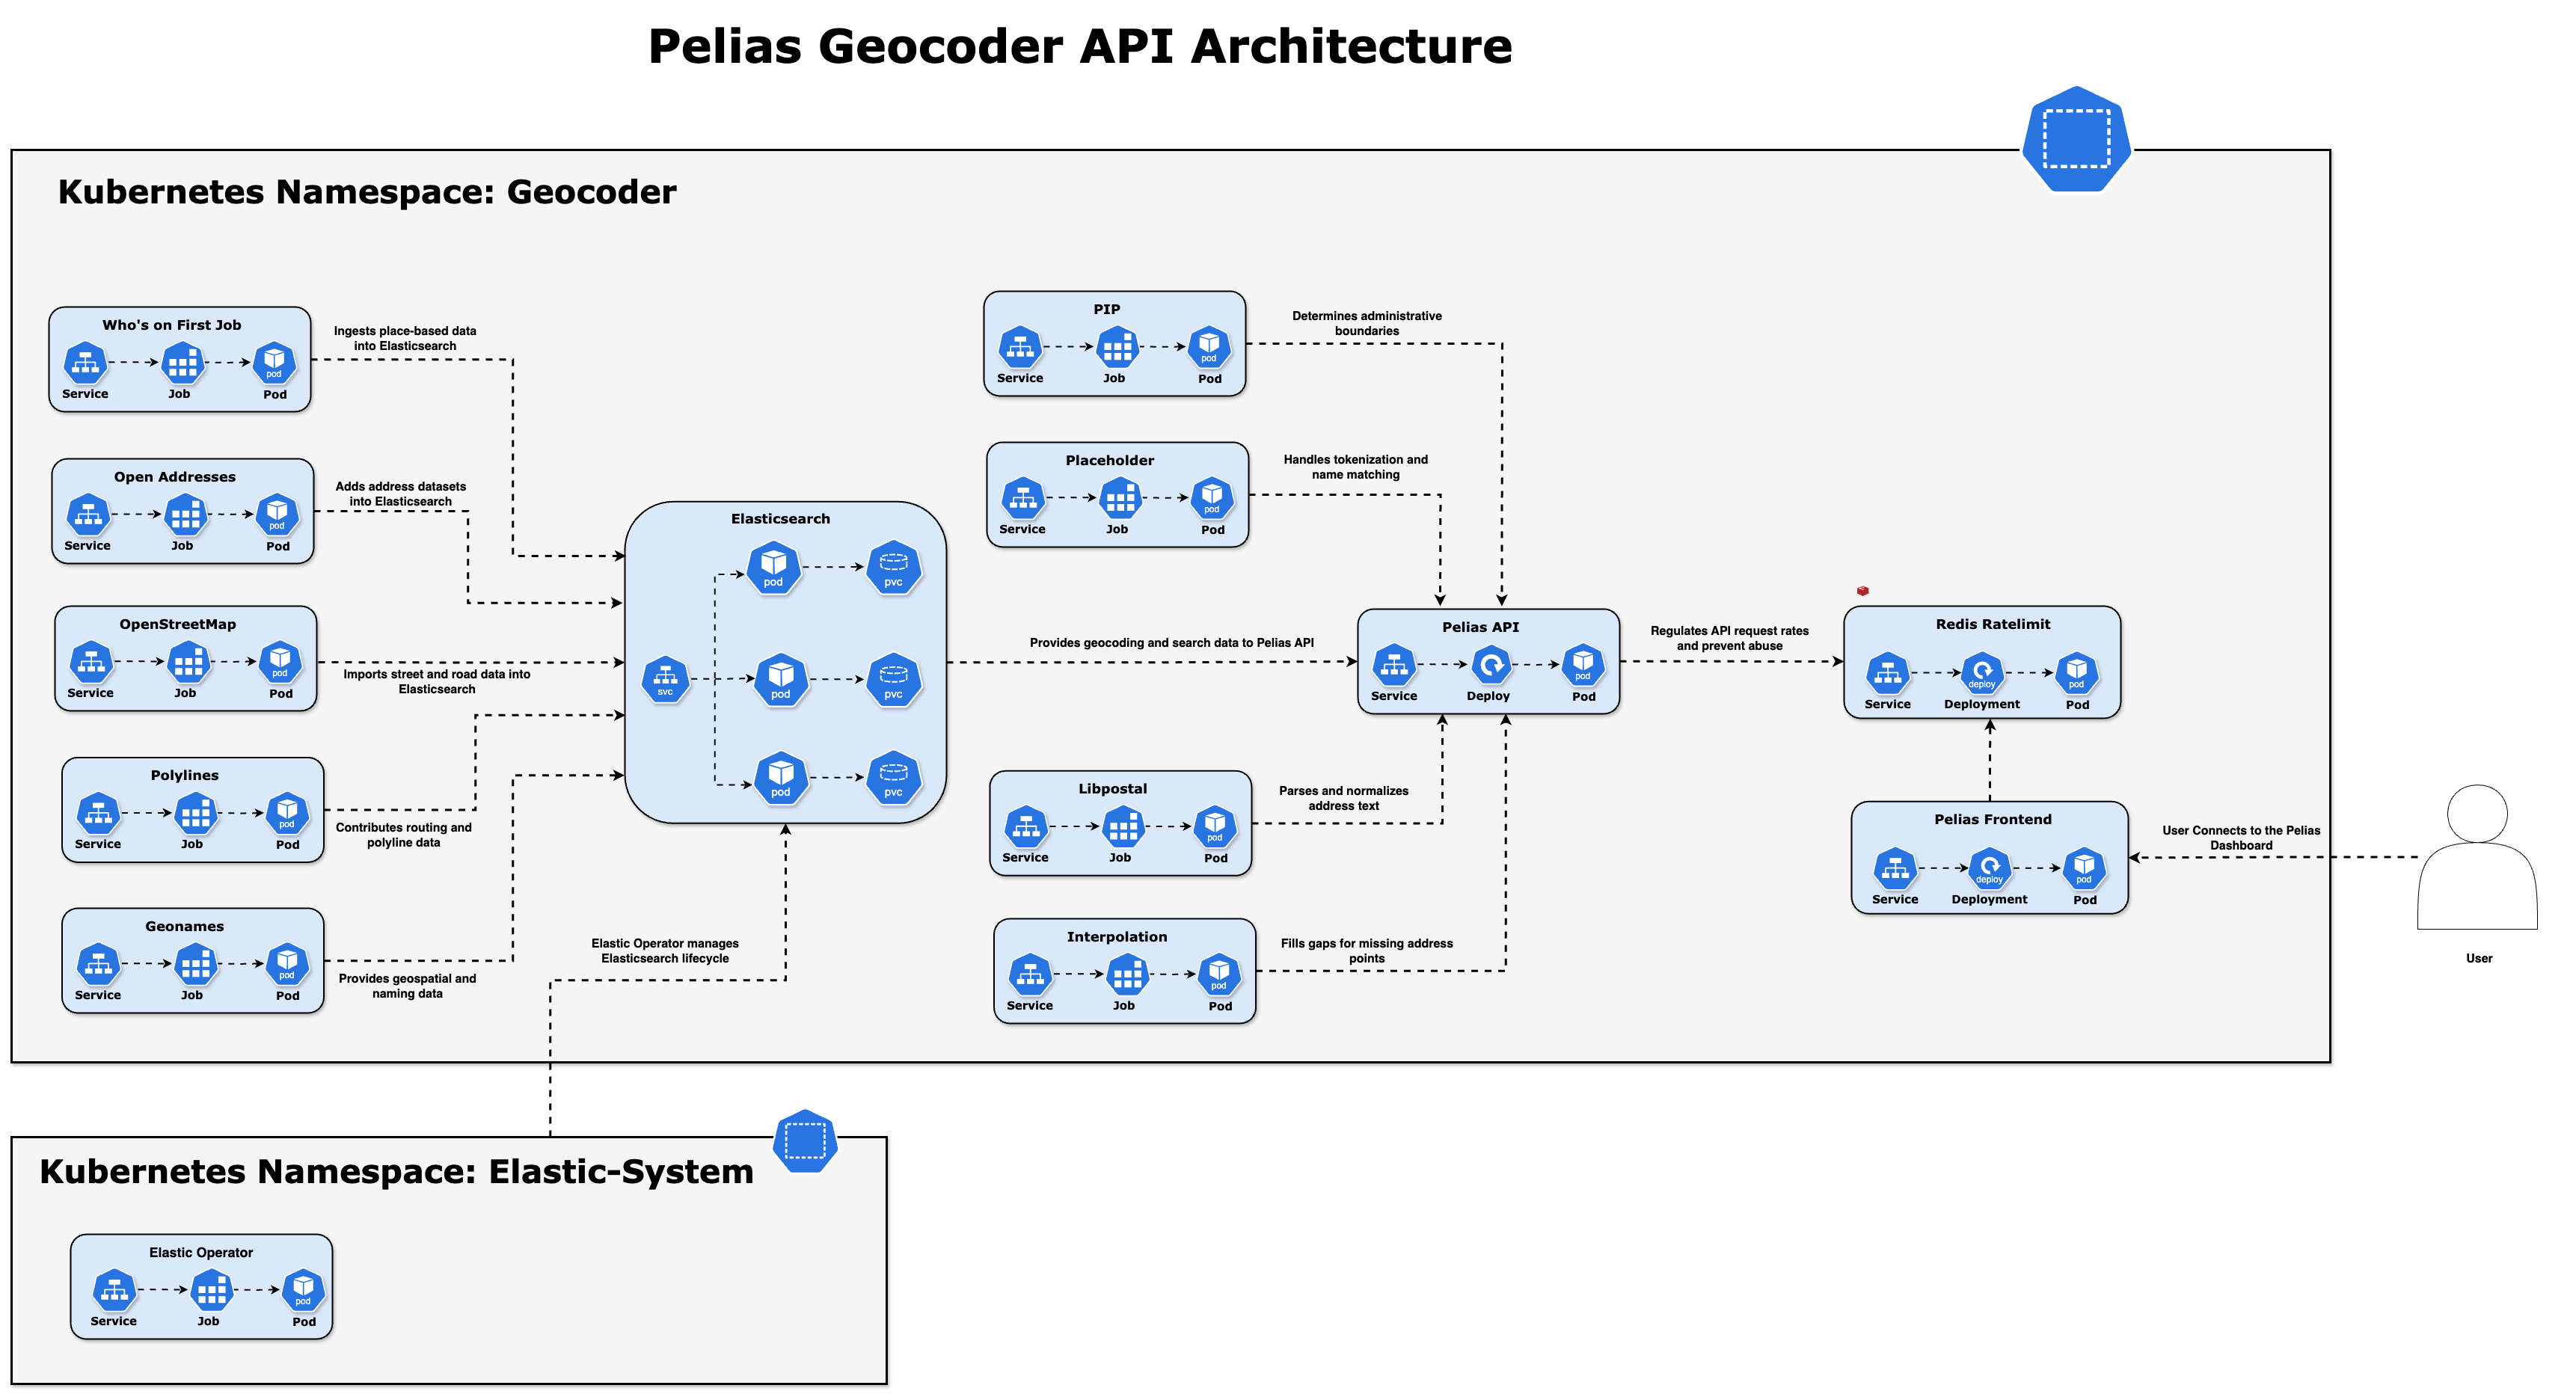 Pelias Geocoder API Architecture
Kubernetes Namespace: Geocoder
Who's on First Job
Service
Job
pod
Pod
Ingests place-based data
into Elasticsearch
Open Addresses
Service
Job
pod
Pod
Adds address datasets
into Elasticsearch
OpenStreetMap
Service
Job
pod
Pod
Imports street and road data into
Elasticsearch
Polylines
Service
Job
pod
Pod
Contributes routing and
polyline data
Geonames
Service
Job
pod
Pod
Provides geospatial and
naming data
Elasticsearch
svc
pod
pvc
pod
pvc
pod
pvc
Elastic Operator manages
Elasticsearch lifecycle
PIP
Service
Job
pod
Pod
Determines administrative
boundaries
Placeholder
Service
Job
pod
Pod
Handles tokenization and
name matching
Provides geocoding and search data to Pelias API
Libpostal
Service
Job
pod
Pod
Parses and normalizes
address text
Interpolation
Service
Job
pod
Pod
Fills gaps for missing address
points
Pelias API
Service
Deploy
pod
Pod
Regulates API request rates
and prevent abuse
Redis Ratelimit
Service
deploy
Deployment
pod
Pod
Pelias Frontend
Service
deploy
Deployment
pod
Pod
User Connects to the Pelias
Dashboard
User
Kubernetes Namespace: Elastic-System
Elastic Operator
Service
Job
pod
Pod